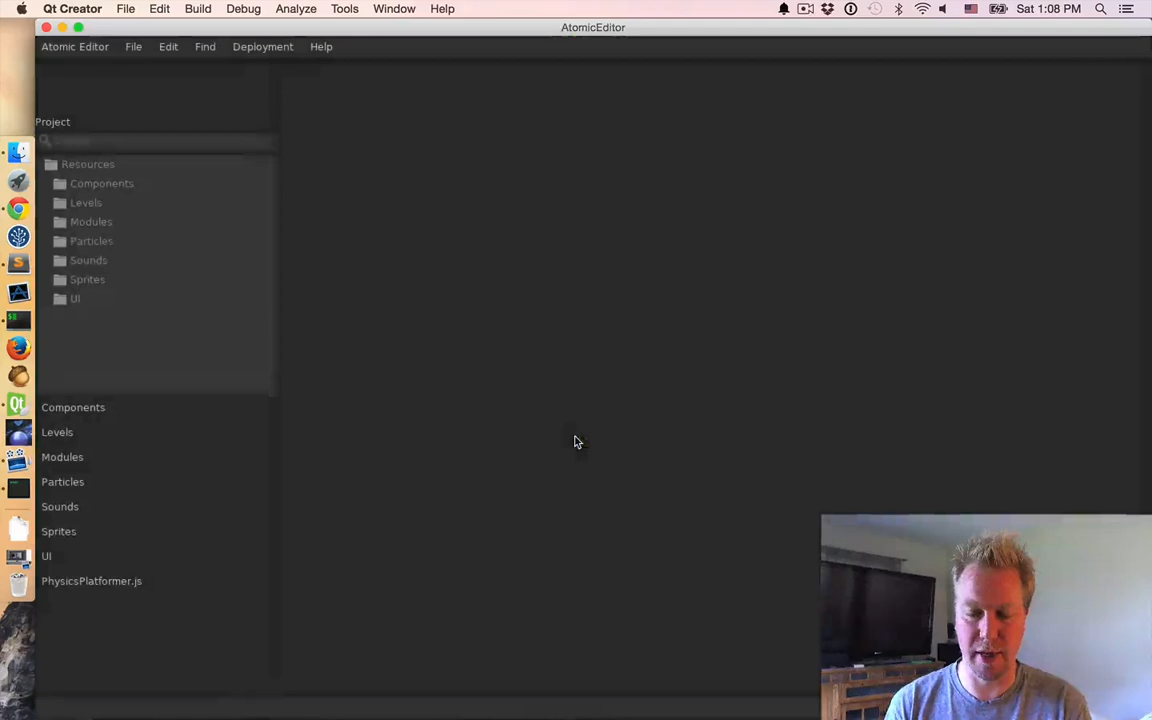 Qt Creator File Edit Build Debug Analyze Tools Window Help Sat 1:08 PM
AtomicEditor
Atomic Editor File Edit Find Deployment Help
Project
Resources
Components
Levels
Modules
Particles
Sounds
Sprites
UI
Components
Levels
Modules
Particles
Sounds
Sprites
UI
PhysicsPlatformer.js